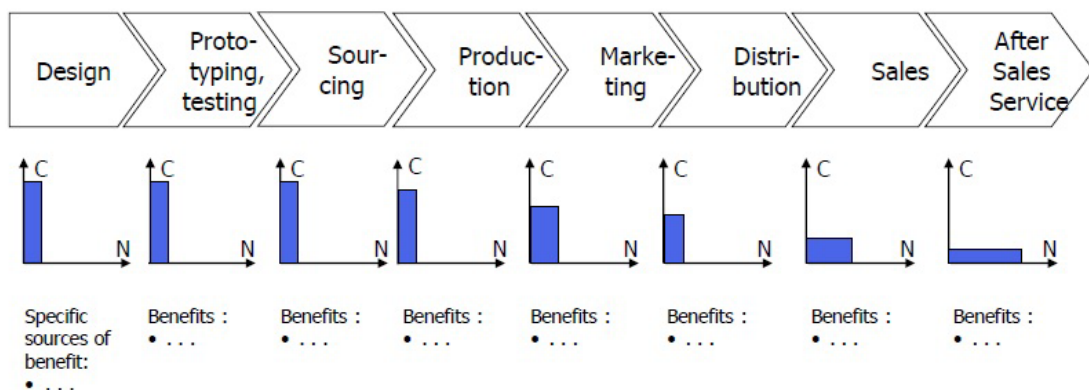 Design
Proto-
typing,
testing
Sour-
cing
Produc-
tion
Marke-
ting
Distri-
bution
Sales
After
Sales
Service
C
N
C
N
C
N
C
N
C
N
C
N
C
N
C
N
Specific
sources of
benefit:
• . . .
Benefits :
• . . .
Benefits :
• . . .
Benefits :
• . . .
Benefits :
• . . .
Benefits :
• . . .
Benefits :
• . . .
Benefits :
• . . .